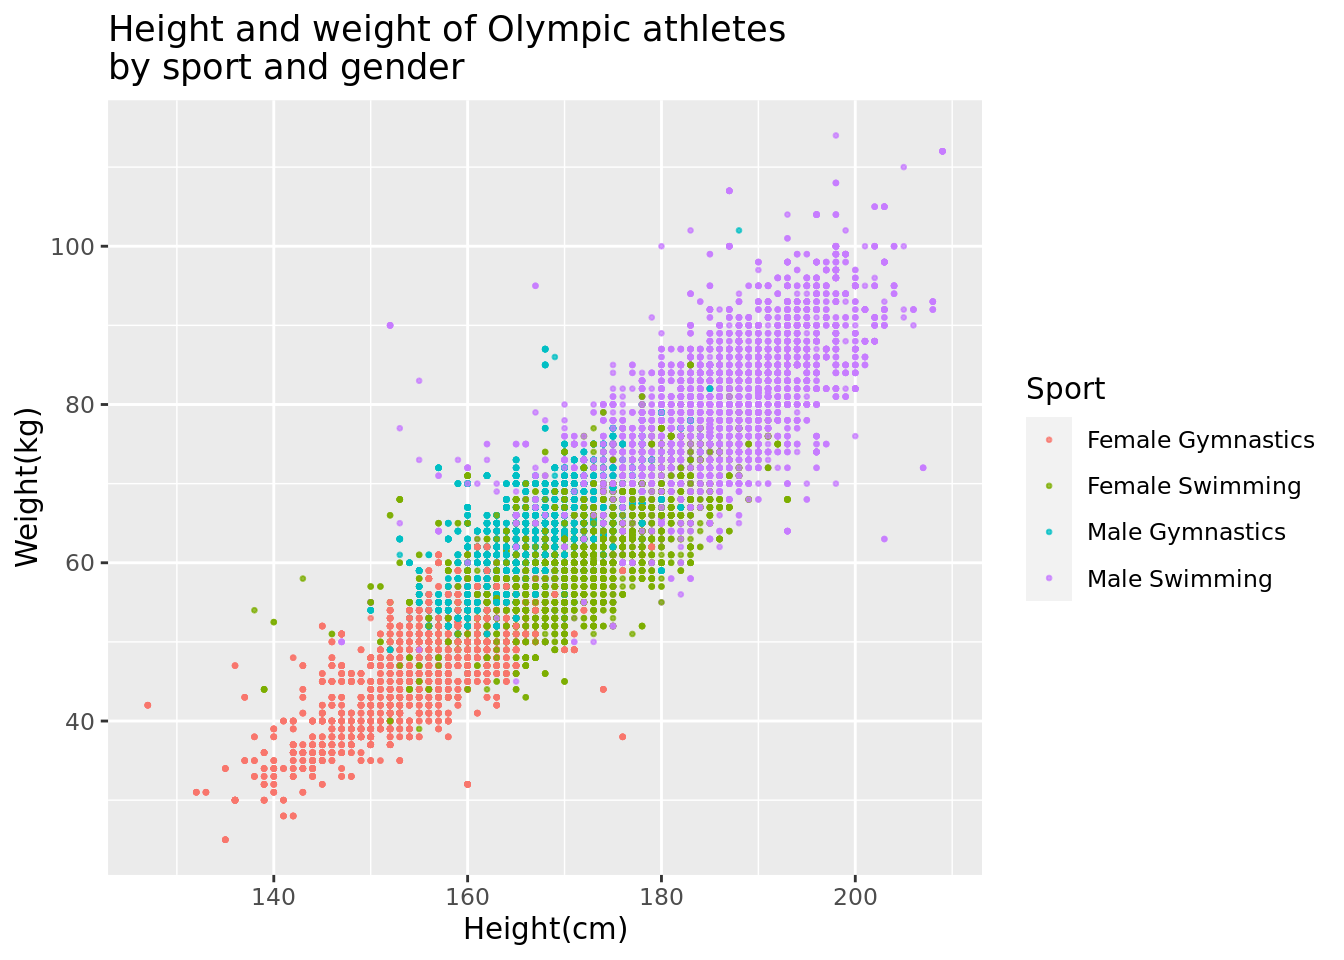 Height and weight of Olympic athletes
by sport and gender
100
80
60
40
Weight(kg)
140 160 180 200
Height(cm)
Sport
Female Gymnastics
Female Swimming
Male Gymnastics
Male Swimming